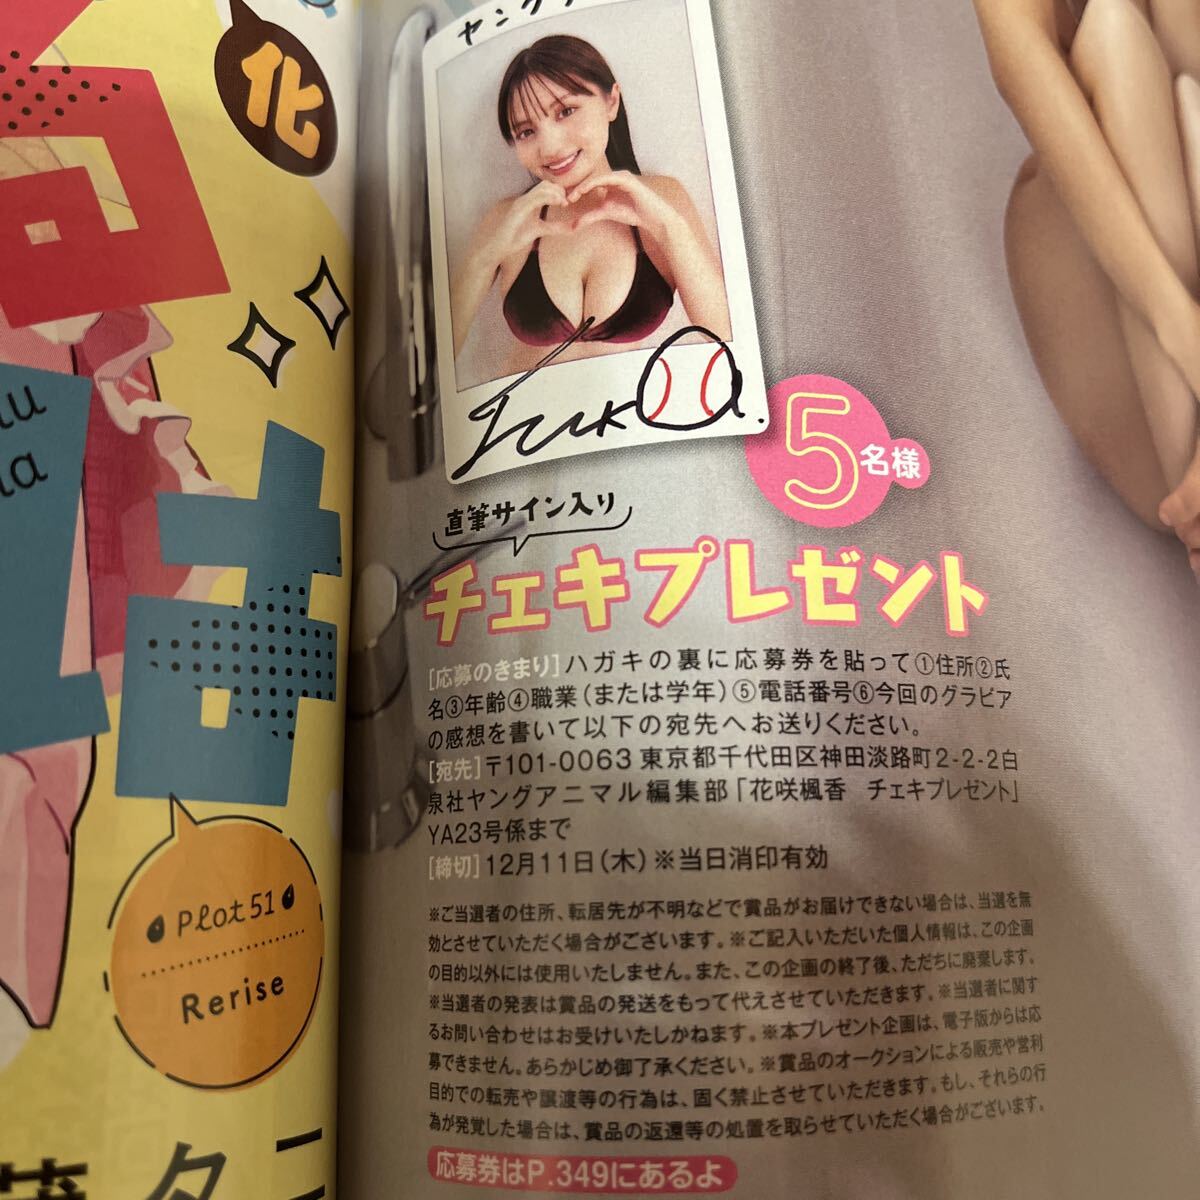 化
Plot51
Rerise
ヤング
5名様
直筆サイン入り
チェキプレゼント
[応募のきまり]ハガキの裏に応募券を貼って①住所②氏
名③年齢④職業(または学年)⑤電話番号⑥今回のグラビア
の感想を書いて以下の宛先へお送りください。
[宛先]〒101-0063 東京都千代田区神田淡路町2-2-2白
泉社ヤングアニマル編集部「花咲楓香 チェキプレゼント」
YA23号係まで
[締切]12月11日(木)※当日消印有効
※ご当選者の住所、転居先が不明などで賞品がお届けできない場合は、当選を無
効とさせていただく場合がございます。※ご記入いただいた個人情報は、この企画
の目的以外には使用いたしません。また、この企画の終了後、ただちに廃棄します。
※当選者の発表は賞品の発送をもって代えさせていただきます。※当選者に関す
るお問い合わせはお受けいたしかねます。※本プレゼント企画は、電子版からは応
募できません。あらかじめ御了承ください。※賞品のオークションによる販売や営利
目的での転売や譲渡等の行為は、固く禁止させていただきます。もし、それらの行
為が発覚した場合は、賞品の返還等の処置を取らせていただく場合がございます。
応募券はP.349にあるよ